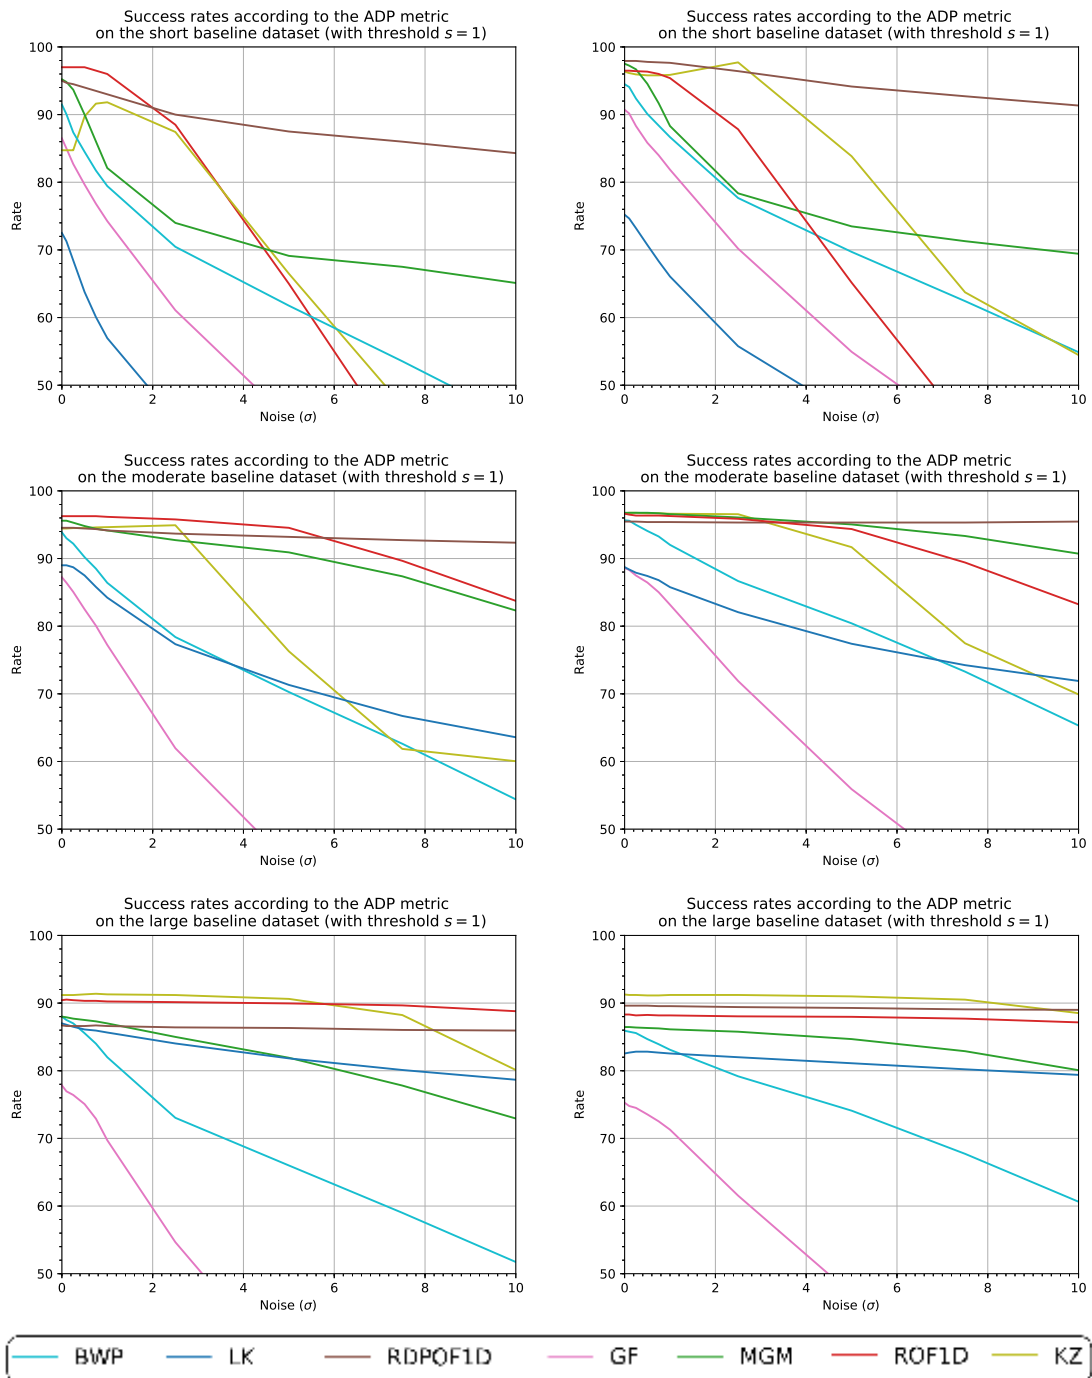 Success rates according to the ADP metric
on the short baseline dataset (with threshold s = 1)
100
90
80
70
60
50
Rate
0 2 4 6 8 10
Noise (σ)
Success rates according to the ADP metric
on the short baseline dataset (with threshold s = 1)
100
90
80
70
60
50
Rate
0 2 4 6 8 10
Noise (σ)
Success rates according to the ADP metric
on the moderate baseline dataset (with threshold s = 1)
100
90
80
70
60
50
Rate
0 2 4 6 8 10
Noise (σ)
Success rates according to the ADP metric
on the moderate baseline dataset (with threshold s = 1)
100
90
80
70
60
50
Rate
0 2 4 6 8 10
Noise (σ)
Success rates according to the ADP metric
on the large baseline dataset (with threshold s = 1)
100
90
80
70
60
50
Rate
0 2 4 6 8 10
Noise (σ)
Success rates according to the ADP metric
on the large baseline dataset (with threshold s = 1)
100
90
80
70
60
50
Rate
0 2 4 6 8 10
Noise (σ)
BWP LK RDPOF1D GF MGM ROF1D KZ